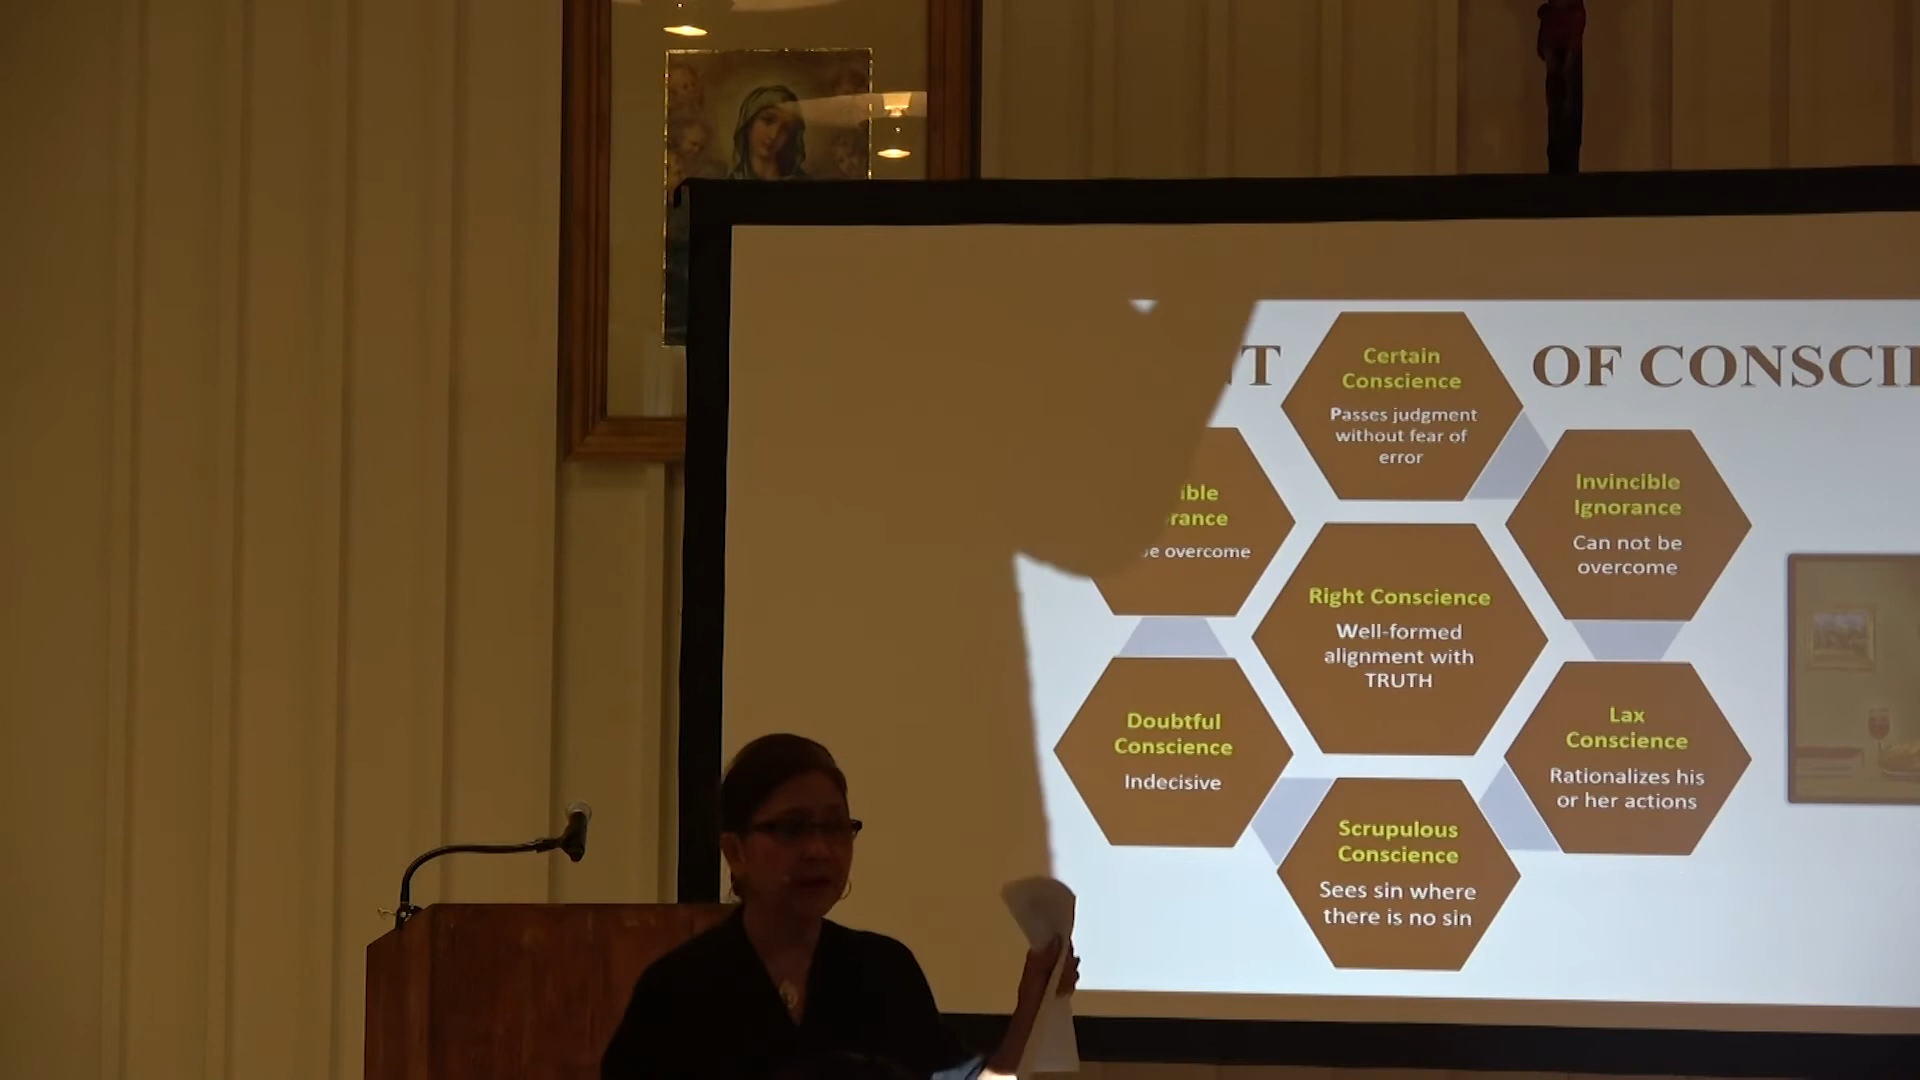 OF CONSCI
Certain
Conscience
Passes judgment
without fear of
error
Invincible
Ignorance
Can not be
overcome
overcome
Right Conscience
Well-formed
alignment with
TRUTH
Doubtful
Conscience
Indecisive
Lax
Conscience
Rationalizes his
or her actions
Scrupulous
Conscience
Sees sin where
there is no sin